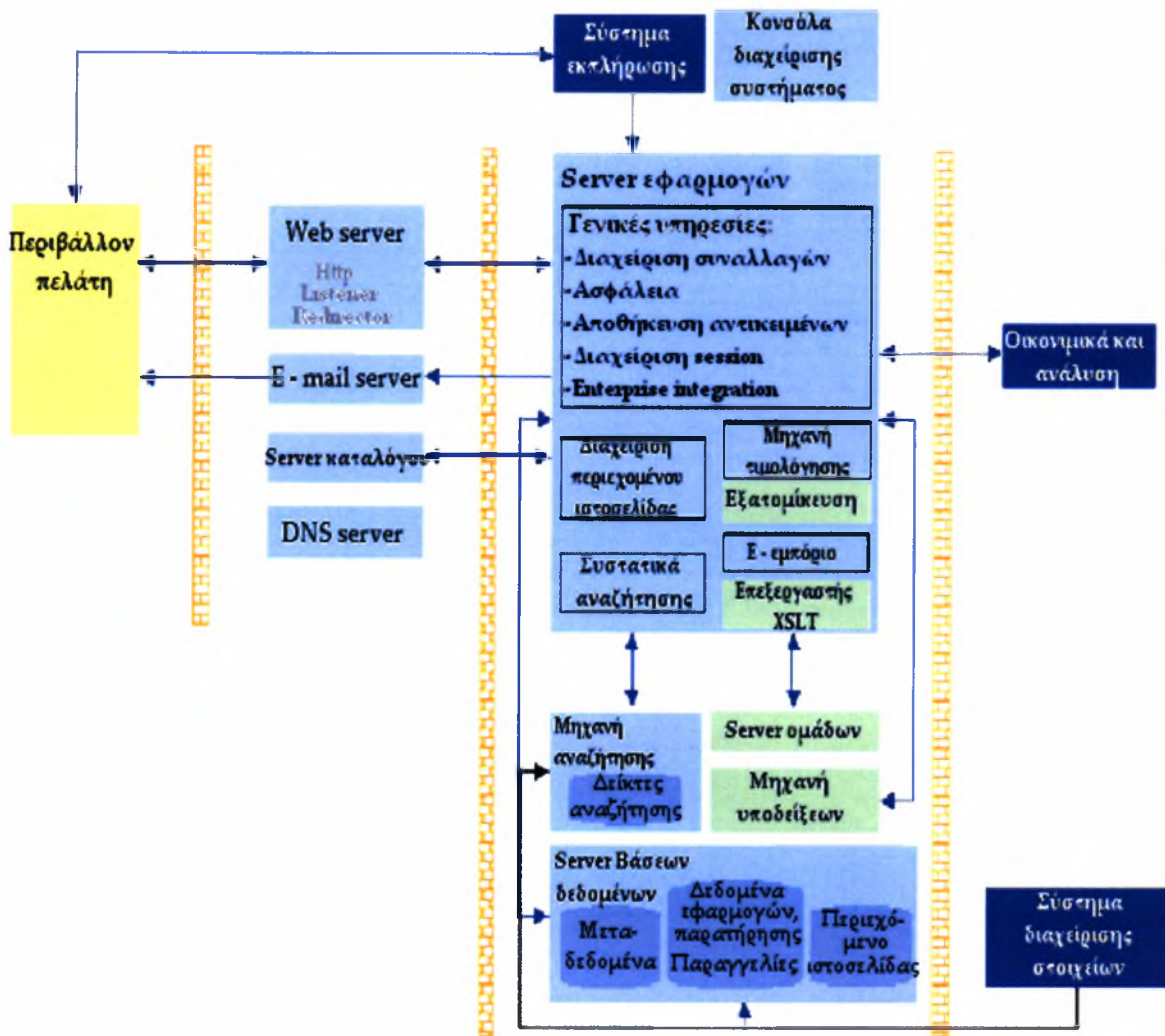 Σύστημα
εκπλήρωσης
Κονσόλα
διαχείρισης
συστήματος
Περιβάλλον
πελάτη
Web server
Http
Listener
Redirector
E - mail server
Server καταλόγου
DNS server
Server εφαρμογών
Γενικές υπηρεσίες:
-Διαχείριση συναλλαγών
-Ασφάλεια
-Αποθήκευση αντικειμένων
-Διαχείριση session
-Enterprise integration
Διαχείριση
περιεχομένου
ιστοσελίδας
Μηχανή
τιμολόγησης
Εξατομίκευση
Συστατικά
αναζήτησης
Ε - εμπόριο
Επεξεργαστής
XSLT
Οικονιμικά και
ανάλυση
Μηχανή
αναζήτησης
Δείκτες
αναζήτησης
Server ομάδων
Μηχανή
υποδείξεων
Server Βάσεων
δεδομένων
Μετα-
δεδομένα
Δεδομένα
εφαρμογών,
παρατήρησης
Παραγγελίες
Περιεχό-
μενο
ιστοσελίδας
Σύστημα
διαχείρισης
στοιχείων